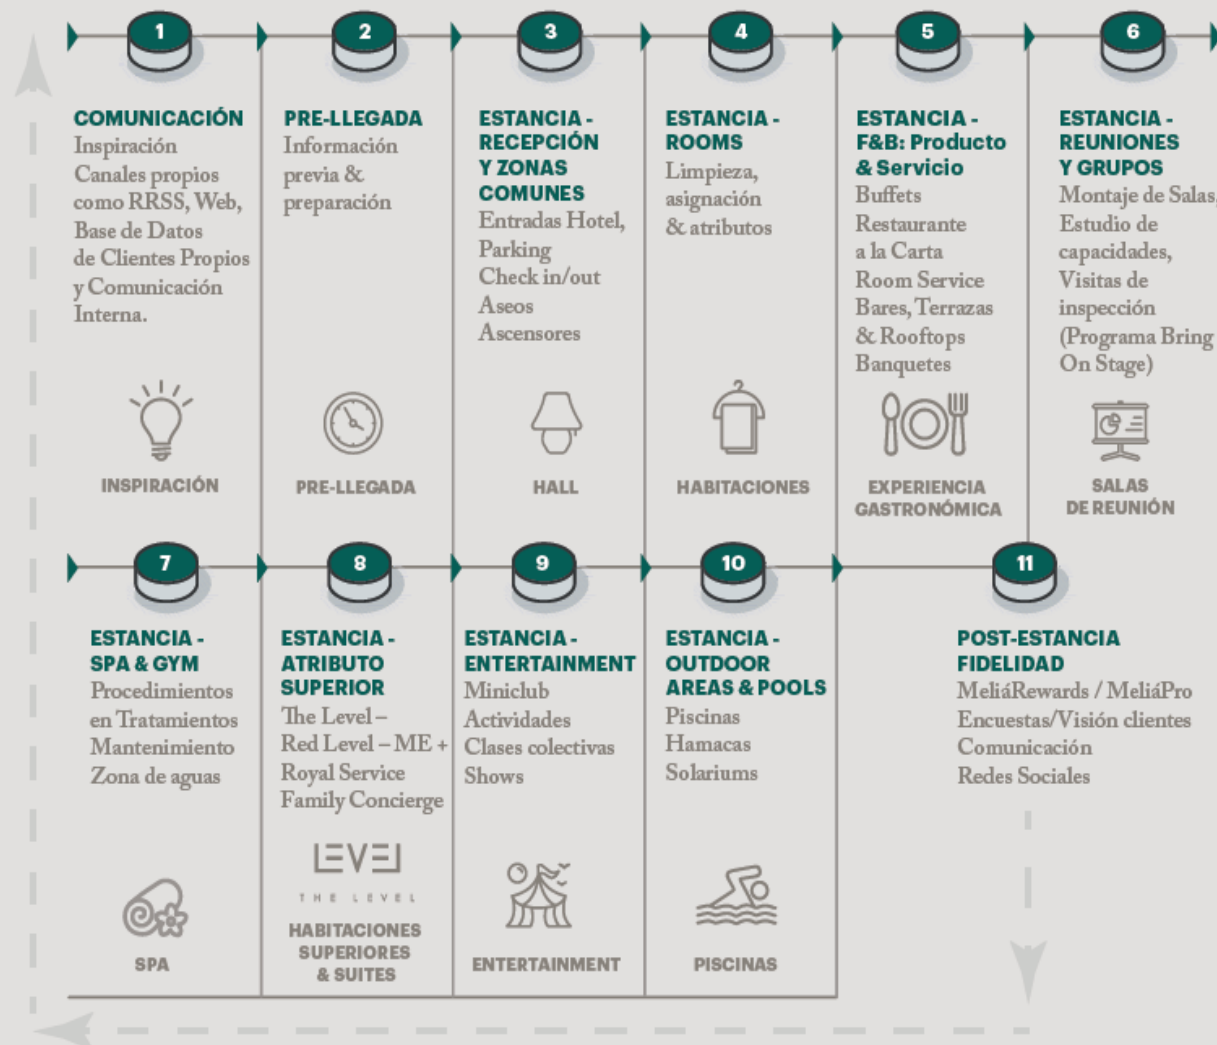 1
COMUNICACIÓN
Inspiración
Canales propios
como RRSS, Web,
Base de Datos
de Clientes Propios
y Comunicación
Interna.
INSPIRACIÓN
2
PRE-LLEGADA
Información
previa &
preparación
PRE-LLEGADA
3
ESTANCIA -
RECEPCIÓN
Y ZONAS
COMUNES
Entradas Hotel,
Parking
Check in/out
Aseos
Ascensores
HALL
4
ESTANCIA -
ROOMS
Limpieza,
asignación
& atributos
HABITACIONES
5
ESTANCIA -
F&B: Producto
& Servicio
Buffets
Restaurante
a la Carta
Room Service
Bares, Terrazas
& Rooftops
Banquetes
EXPERIENCIA
GASTRONÓMICA
6
ESTANCIA -
REUNIONES
Y GRUPOS
Montaje de Salas,
Estudio de
capacidades,
Visitas de
inspección
(Programa Bring
On Stage)
SALAS
DE REUNIÓN
7
ESTANCIA -
SPA & GYM
Procedimientos
en Tratamientos
Mantenimiento
Zona de aguas
SPA
8
ESTANCIA -
ATRIBUTO
SUPERIOR
The Level –
Red Level – ME +
Royal Service
Family Concierge
LEVEL
THE LEVEL
HABITACIONES
SUPERIORES
& SUITES
9
ESTANCIA -
ENTERTAINMENT
Miniclub
Actividades
Clases colectivas
Shows
ENTERTAINMENT
10
ESTANCIA -
OUTDOOR
AREAS & POOLS
Piscinas
Hamacas
Solariums
PISCINAS
11
POST-ESTANCIA
FIDELIDAD
MeliáRewards / MeliáPro
Encuestas/Visión clientes
Comunicación
Redes Sociales